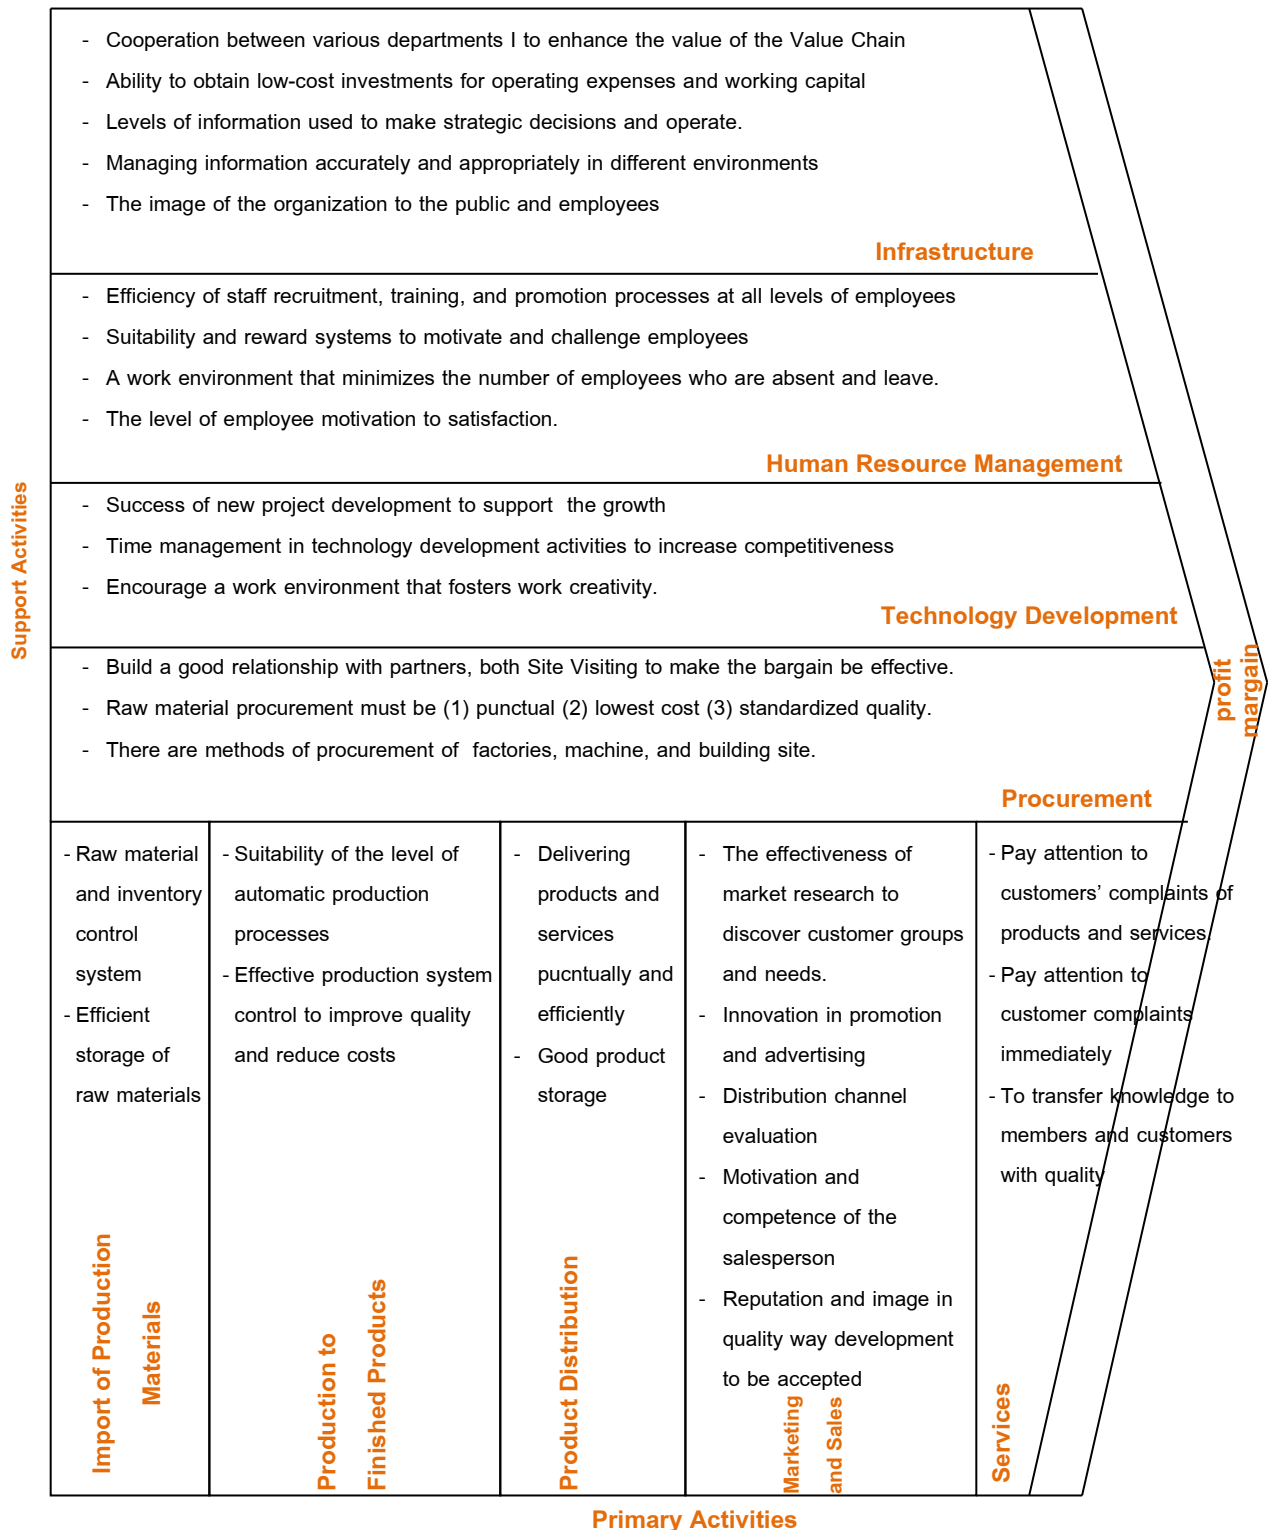 - Cooperation between various departments I to enhance the value of the Value Chain
- Ability to obtain low-cost investments for operating expenses and working capital
- Levels of information used to make strategic decisions and operate.
- Managing information accurately and appropriately in different environments
- The image of the organization to the public and employees
Infrastructure
- Efficiency of staff recruitment, training, and promotion processes at all levels of employees
- Suitability and reward systems to motivate and challenge employees
- A work environment that minimizes the number of employees who are absent and leave.
- The level of employee motivation to satisfaction.
Human Resource Management
- Success of new project development to support the growth
- Time management in technology development activities to increase competitiveness
- Encourage a work environment that fosters work creativity.
Technology Development
Support Activities
- Build a good relationship with partners, both Site Visiting to make the bargain be effective.
- Raw material procurement must be (1) punctual (2) lowest cost (3) standardized quality.
- There are methods of procurement of factories, machine, and building site.
Procurement
profit
margain
- Raw material
and inventory
control
system
- Efficient
storage of
raw materials
Import of Production
Materials
- Suitability of the level of
automatic production
processes
- Effective production system
control to improve quality
and reduce costs
Production to
Finished Products
- Delivering
products and
services
pucntually and
efficiently
- Good product
storage
Product Distribution
- The effectiveness of
market research to
discover customer groups
and needs.
- Innovation in promotion
and advertising
- Distribution channel
evaluation
- Motivation and
competence of the
salesperson
- Reputation and image in
quality way development
to be accepted
Marketing
and Sales
- Pay attention to
customers’ complaints of
products and services.
- Pay attention to
customer complaints
immediately
- To transfer knowledge to
members and customers
with quality
Services
Primary Activities